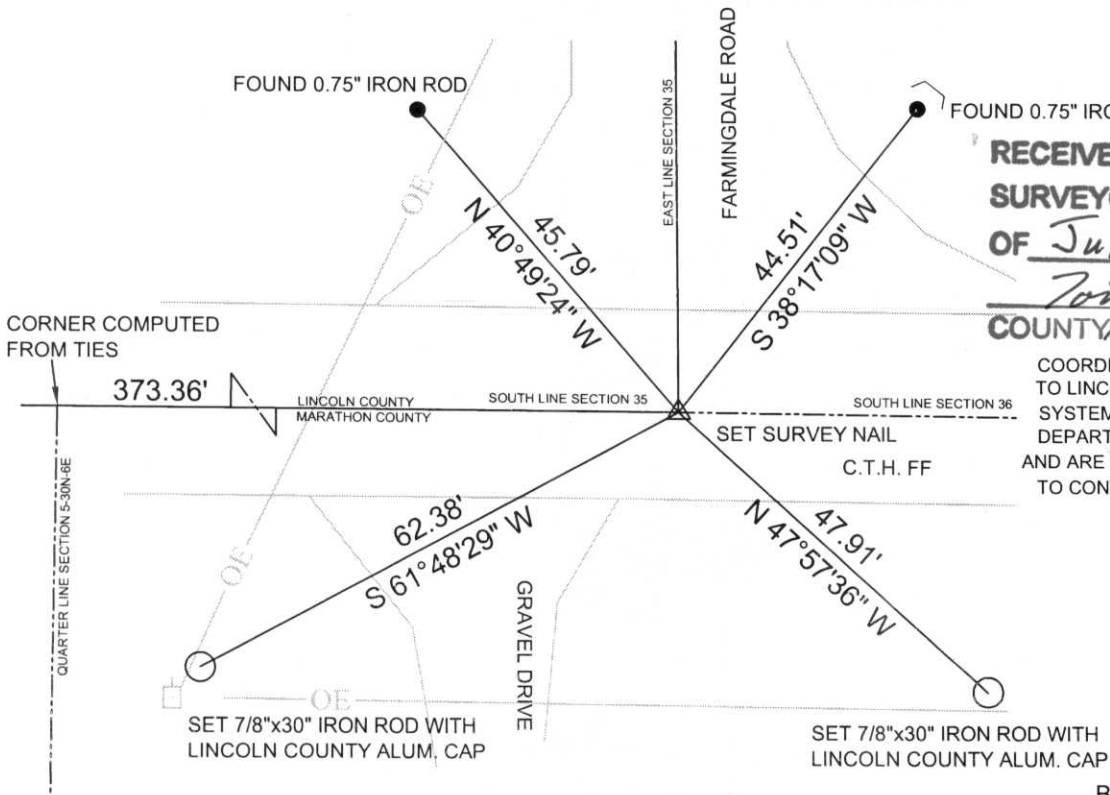 FOUND 0.75" IRON ROD
FARMINGDALE ROAD
EAST LINE SECTION 35
OE
45.79'
N 40°49'24" W
44.51'
S 38°17'09" W
OF
CORNER COMPUTED
FROM TIES
373.36'
LINCOLN COUNTY
MARATHON COUNTY
SOUTH LINE SECTION 35
SOUTH LINE SECTION 36
SET SURVEY NAIL
C.T.H. FF
COUNTY
TO LINC
SYSTEM
DEPART
AND ARE
TO CON
QUARTER LINE SECTION 5-30N-6E
62.38'
S 61°48'29" W
47.91'
N 47°57'36" W
OE
GRAVEL DRIVE
OE
SET 7/8"x30" IRON ROD WITH
LINCOLN COUNTY ALUM. CAP
SET 7/8"x30" IRON ROD WITH
LINCOLN COUNTY ALUM. CAP
FOUND 0.75" IRO
RECEIVE
SURVEY
COORDI